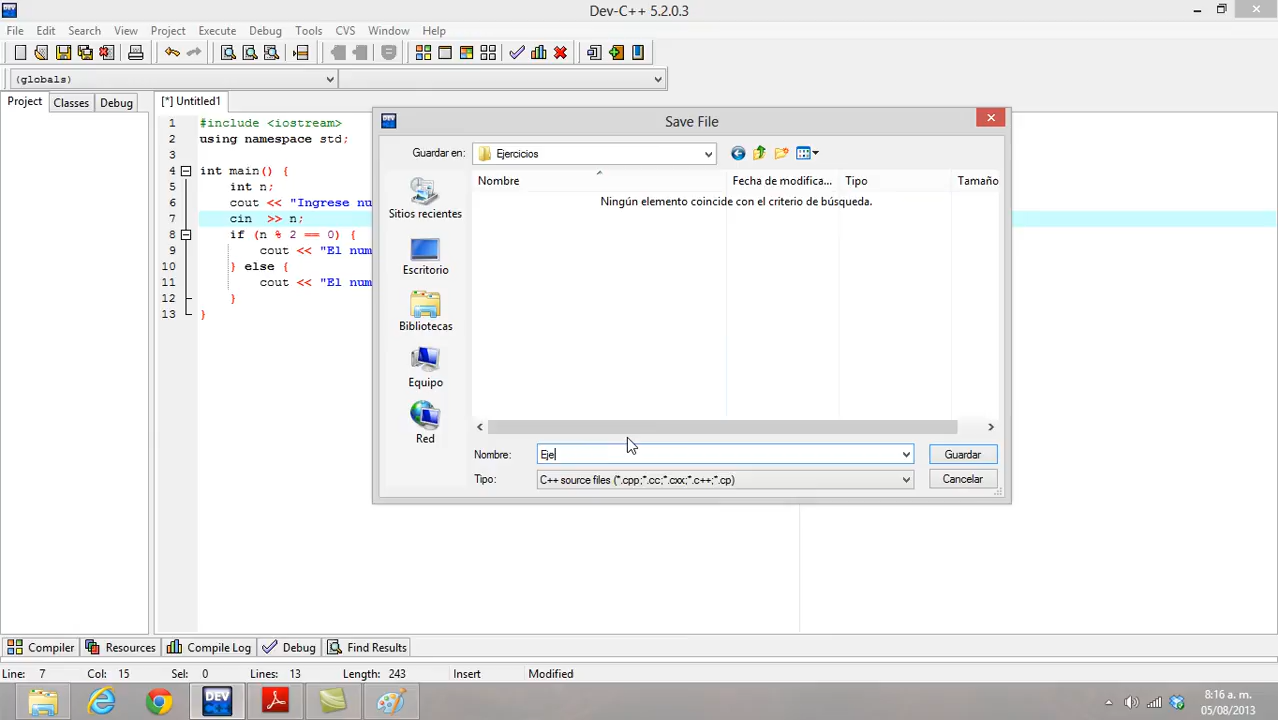 Dev-C++ 5.2.0.3
File Edit Search View Project Execute Debug Tools CVS Window Help
(globals)
Project Classes Debug
[*] Untitled1
1 #include <iostream>
2 using namespace std;
3
4 int main() {
5 int n;
6 cout << "Ingrese nu
7 cin >> n;
8 if (n % 2 == 0) {
9 cout << "El num
10 } else {
11 cout << "El num
12 }
13 }
Save File
Guardar en: Ejercicios
Nombre Fecha de modifica... Tipo Tamaño
Ningún elemento coincide con el criterio de búsqueda.
Sitios recientes
Escritorio
Bibliotecas
Equipo
Red
Nombre: Eje Guardar
Tipo: C++ source files (*.cpp;*.cc;*.cxx;*.c++;*.cp) Cancelar
Compiler Resources Compile Log Debug Find Results
Line: 7 Col: 15 Sel: 0 Lines: 13 Length: 243 Insert Modified
DEV
C++
8:16 a. m.
05/08/2013